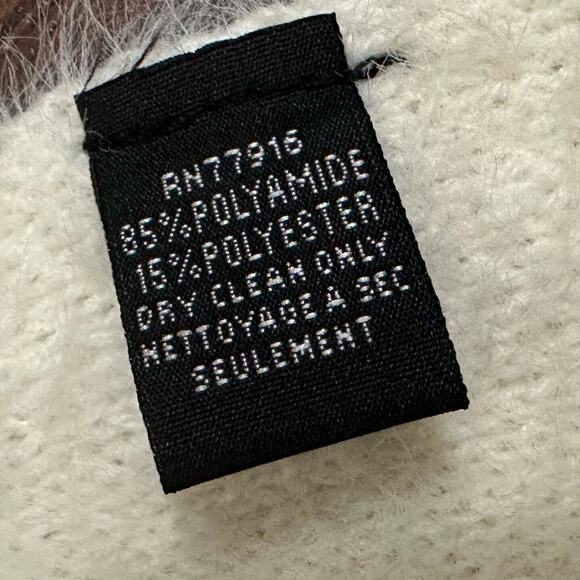 RN77916
85%POLYAMIDE
15%POLYESTER
DRY CLEAN ONLY
NETTOYAGE A SEC
SEULEMENT